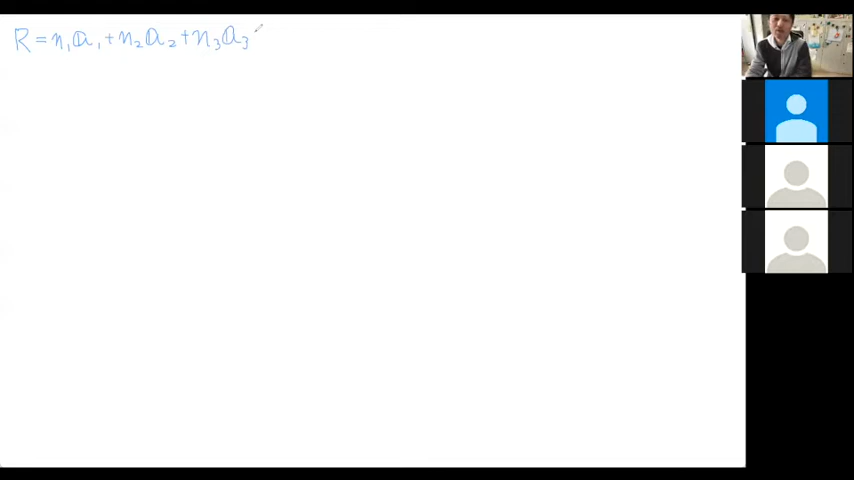 R = n₁a₁ + n₂a₂ + n₃a₃